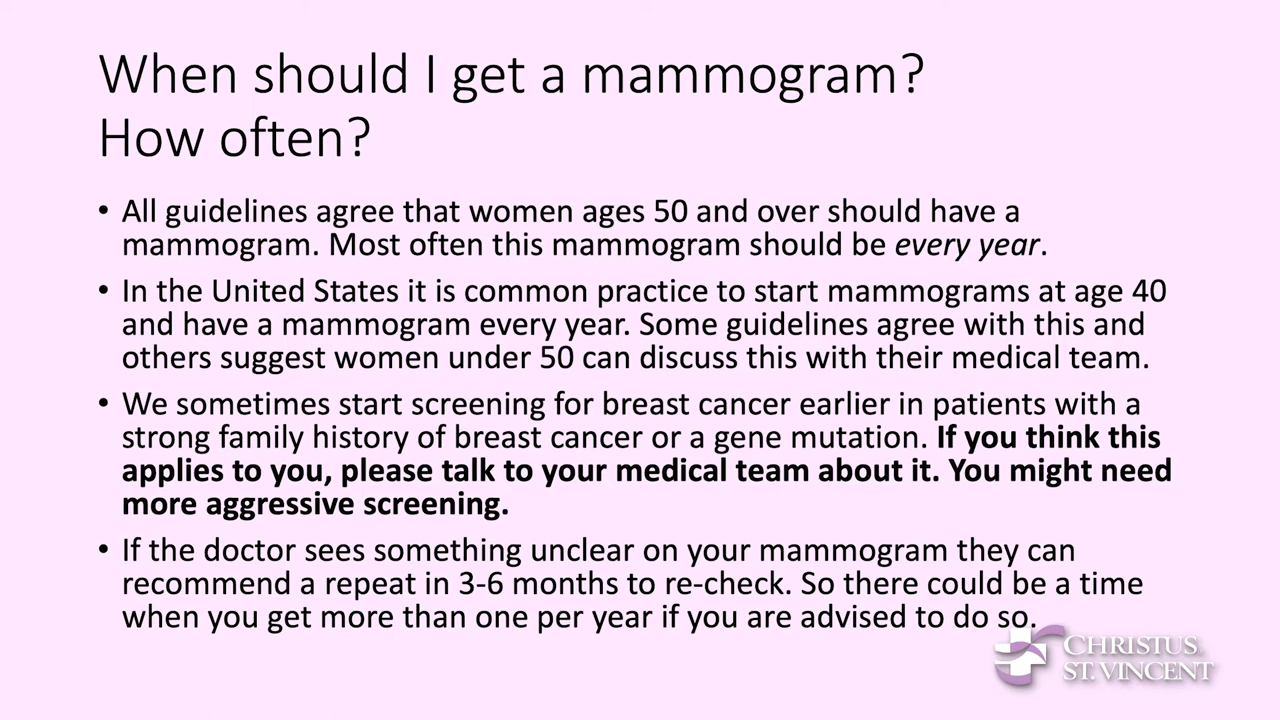 When should I get a mammogram?
How often?
• All guidelines agree that women ages 50 and over should have a
mammogram. Most often this mammogram should be every year.
• In the United States it is common practice to start mammograms at age 40
and have a mammogram every year. Some guidelines agree with this and
others suggest women under 50 can discuss this with their medical team.
• We sometimes start screening for breast cancer earlier in patients with a
strong family history of breast cancer or a gene mutation. If you think this
applies to you, please talk to your medical team about it. You might need
more aggressive screening.
• If the doctor sees something unclear on your mammogram they can
recommend a repeat in 3-6 months to re-check. So there could be a time
when you get more than one per year if you are advised to do so.
CHRISTUS
ST. VINCENT